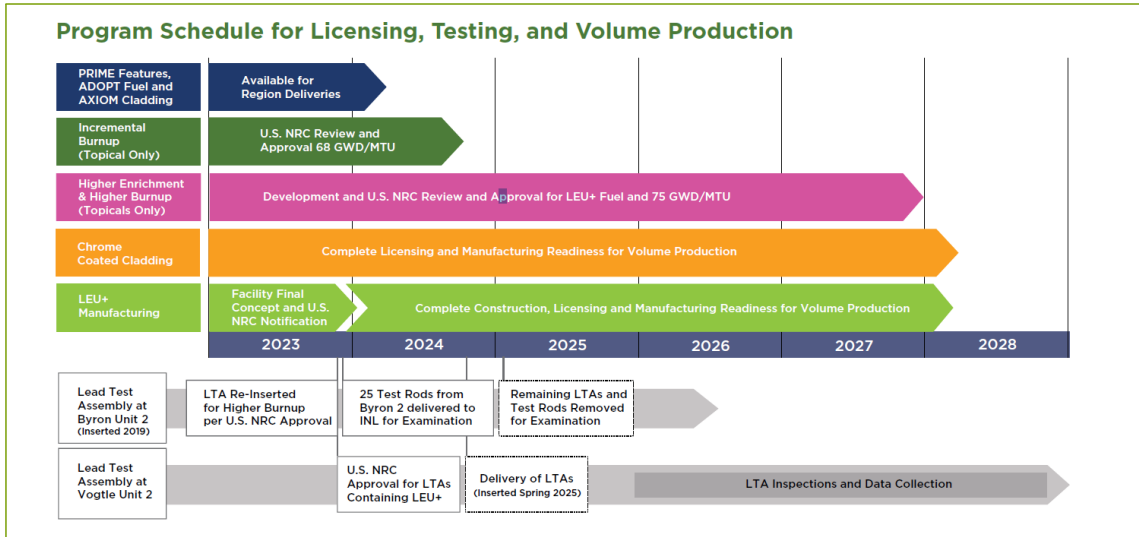 Program Schedule for Licensing, Testing, and Volume Production
PRIME Features,
ADOPT Fuel and
AXIOM Cladding
Available for
Region Deliveries
Incremental
Burnup
(Topical Only)
U.S. NRC Review and
Approval 68 GWD/MTU
Higher Enrichment
& Higher Burnup
(Topicals Only)
Development and U.S. NRC Review and Approval for LEU+ Fuel and 75 GWD/MTU
Chrome
Coated Cladding
Complete Licensing and Manufacturing Readiness for Volume Production
LEU+
Manufacturing
Facility Final
Concept and U.S.
NRC Notification
Complete Construction, Licensing and Manufacturing Readiness for Volume Production
2023 2024 2025 2026 2027 2028
Lead Test
Assembly at
Byron Unit 2
(Inserted 2019)
LTA Re-Inserted
for Higher Burnup
per U.S. NRC Approval
25 Test Rods from
Byron 2 delivered to
INL for Examination
Remaining LTAs and
Test Rods Removed
for Examination
Lead Test
Assembly at
Vogtle Unit 2
U.S. NRC
Approval for LTAs
Containing LEU+
Delivery of LTAs
(Inserted Spring 2025)
LTA Inspections and Data Collection